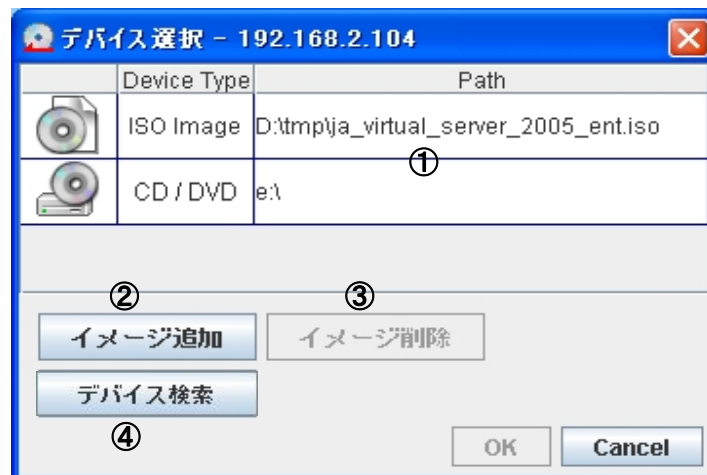 デバイス選択 - 192.168.2.104
Device Type Path
ISO Image D:\tmp\ja_virtual_server_2005_ent.iso
①
CD / DVD e:\
② ③
イメージ追加 イメージ削除
デバイス検索
④
OK Cancel